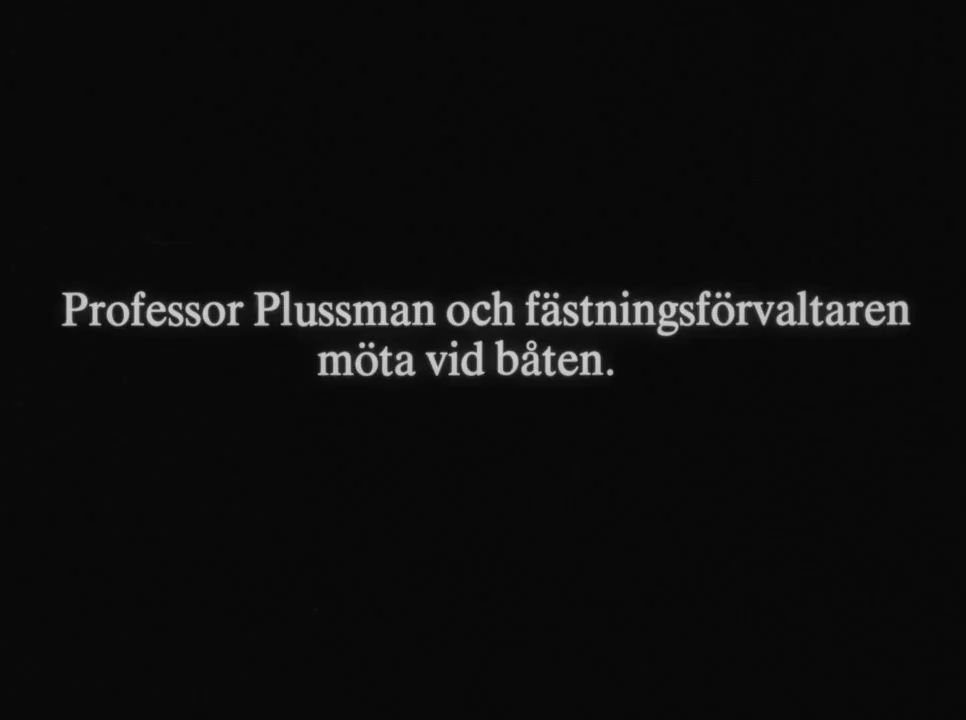 Professor Plussman och fästningsförvaltaren
möta vid båten.